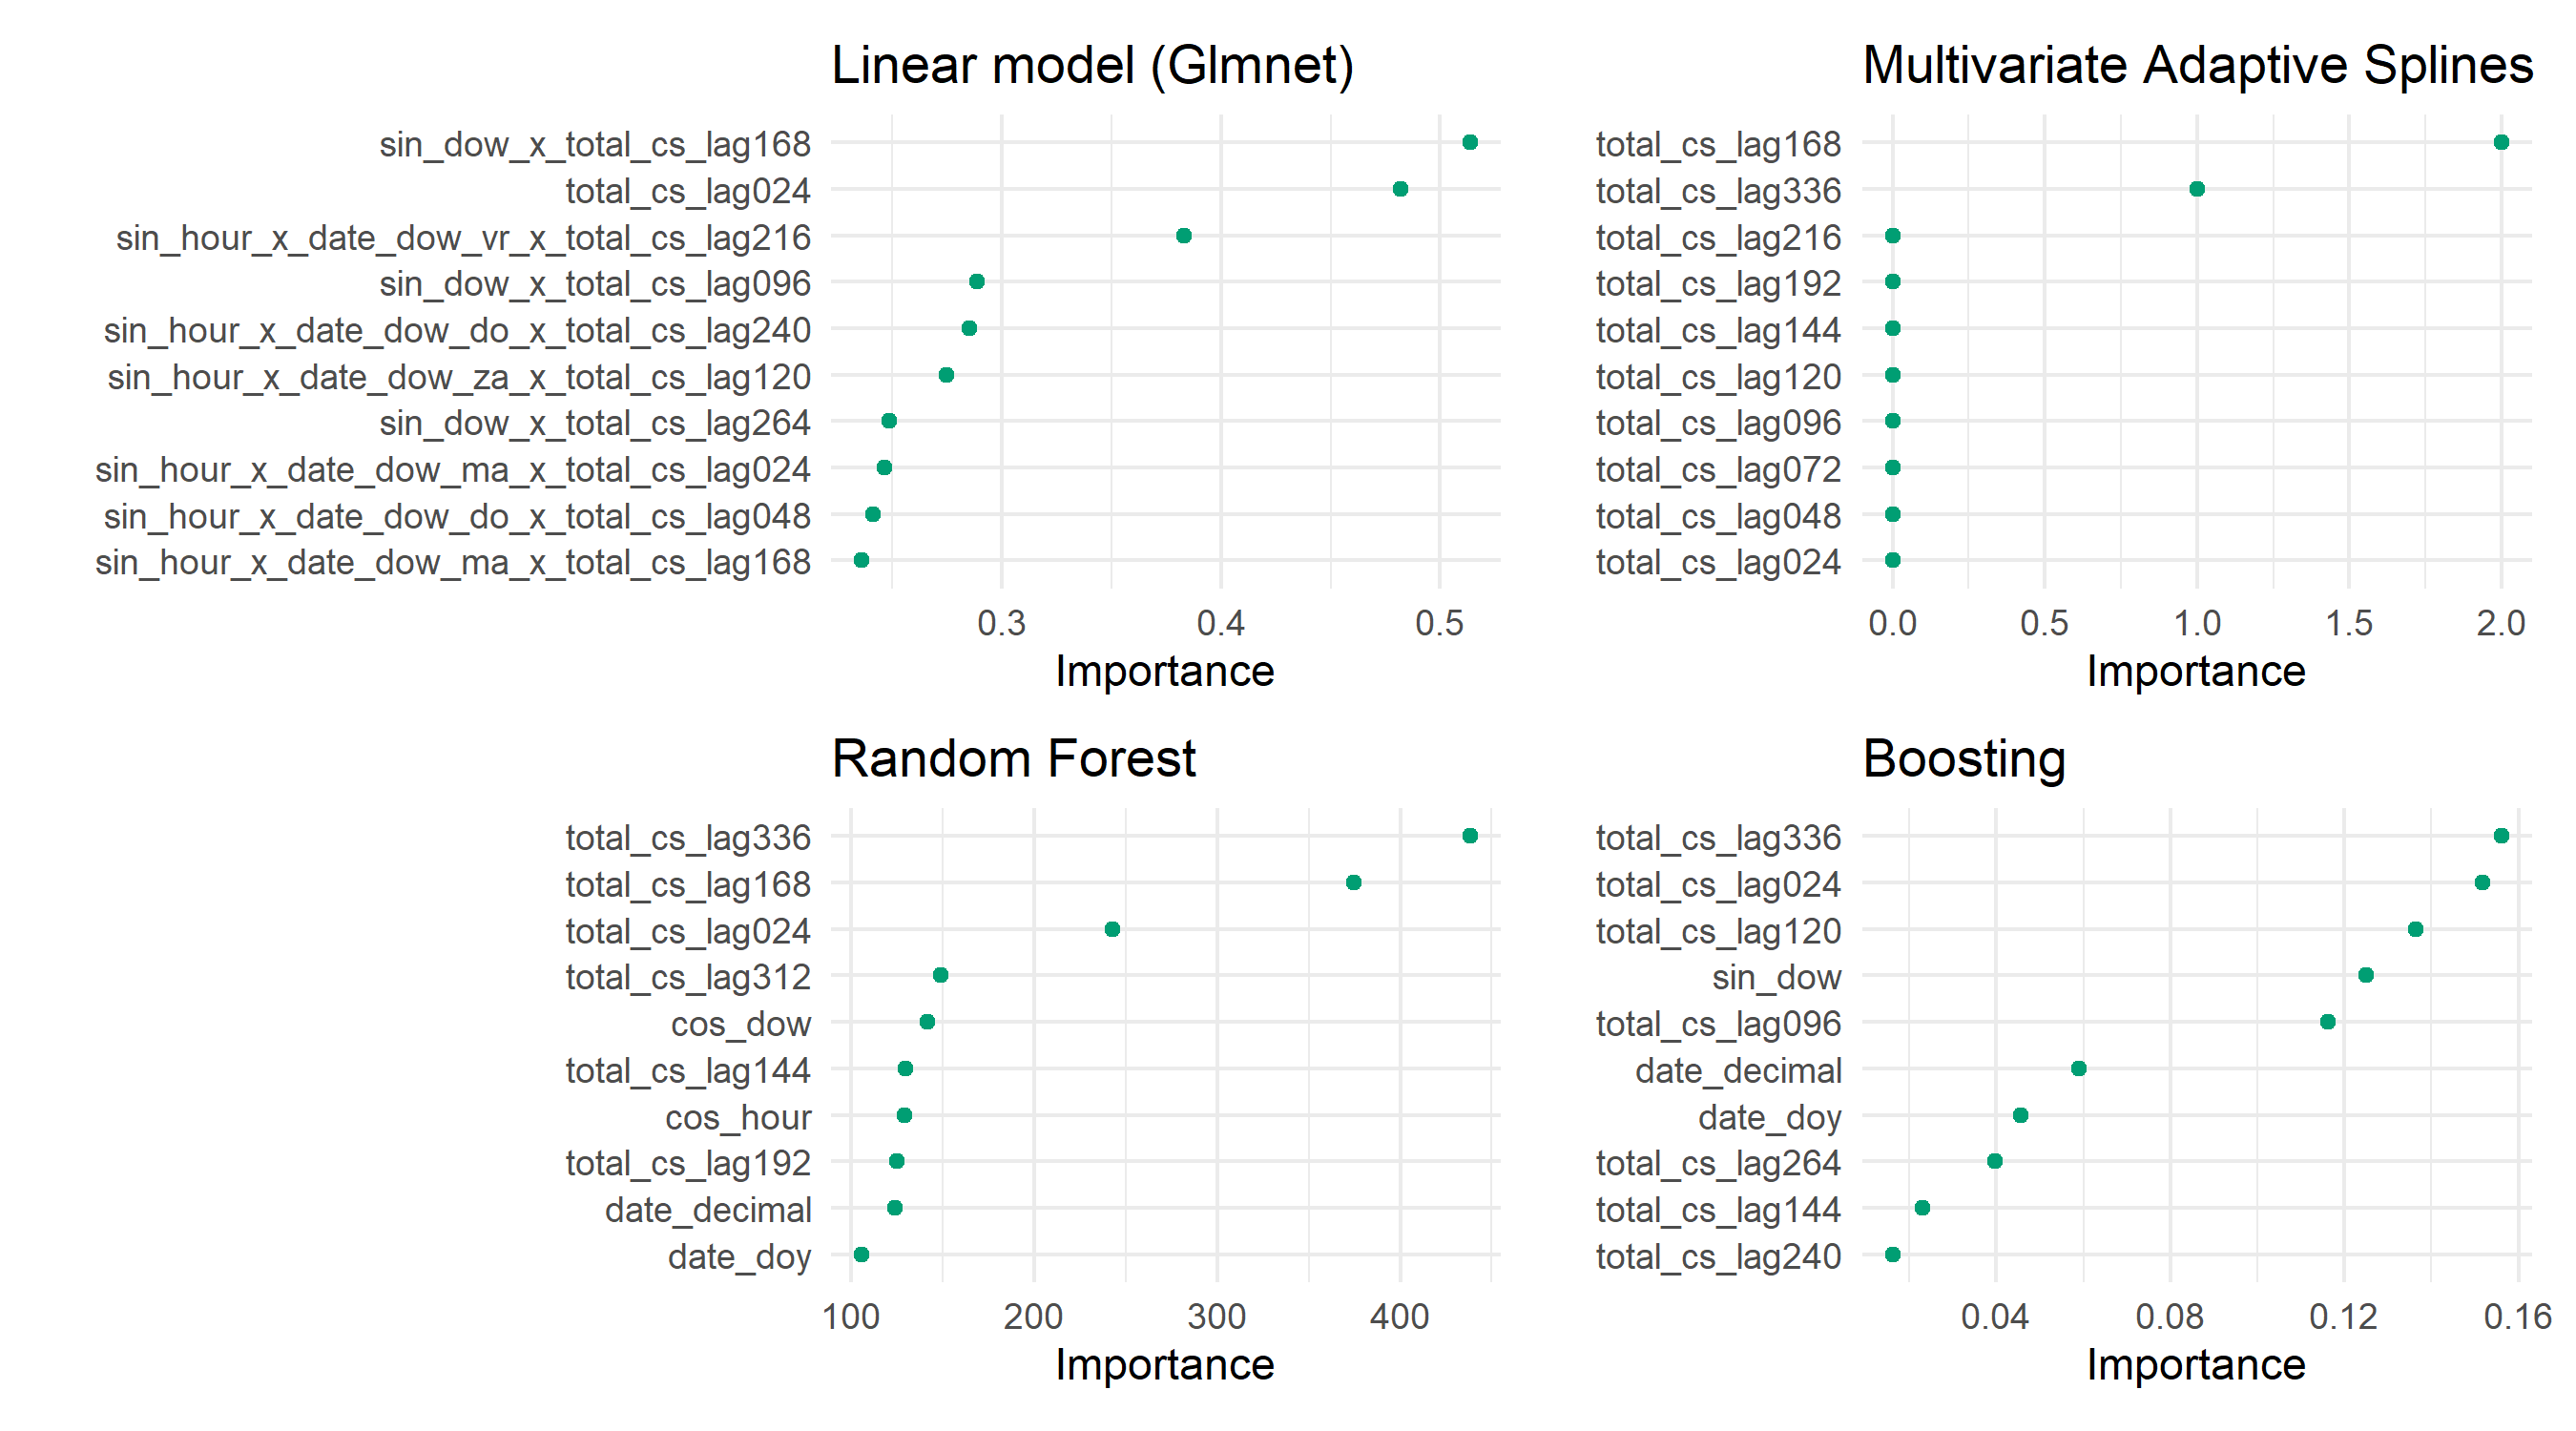 Linear model (Glmnet)
sin_dow_x_total_cs_lag168
total_cs_lag024
sin_hour_x_date_dow_vr_x_total_cs_lag216
sin_dow_x_total_cs_lag096
sin_hour_x_date_dow_do_x_total_cs_lag240
sin_hour_x_date_dow_za_x_total_cs_lag120
sin_dow_x_total_cs_lag264
sin_hour_x_date_dow_ma_x_total_cs_lag024
sin_hour_x_date_dow_do_x_total_cs_lag048
sin_hour_x_date_dow_ma_x_total_cs_lag168
0.3 0.4 0.5
Importance
Multivariate Adaptive Splines
total_cs_lag168
total_cs_lag336
total_cs_lag216
total_cs_lag192
total_cs_lag144
total_cs_lag120
total_cs_lag096
total_cs_lag072
total_cs_lag048
total_cs_lag024
0.0 0.5 1.0 1.5 2.0
Importance
Random Forest
total_cs_lag336
total_cs_lag168
total_cs_lag024
total_cs_lag312
cos_dow
total_cs_lag144
cos_hour
total_cs_lag192
date_decimal
date_doy
100 200 300 400
Importance
Boosting
total_cs_lag336
total_cs_lag024
total_cs_lag120
sin_dow
total_cs_lag096
date_decimal
date_doy
total_cs_lag264
total_cs_lag144
total_cs_lag240
0.04 0.08 0.12 0.16
Importance